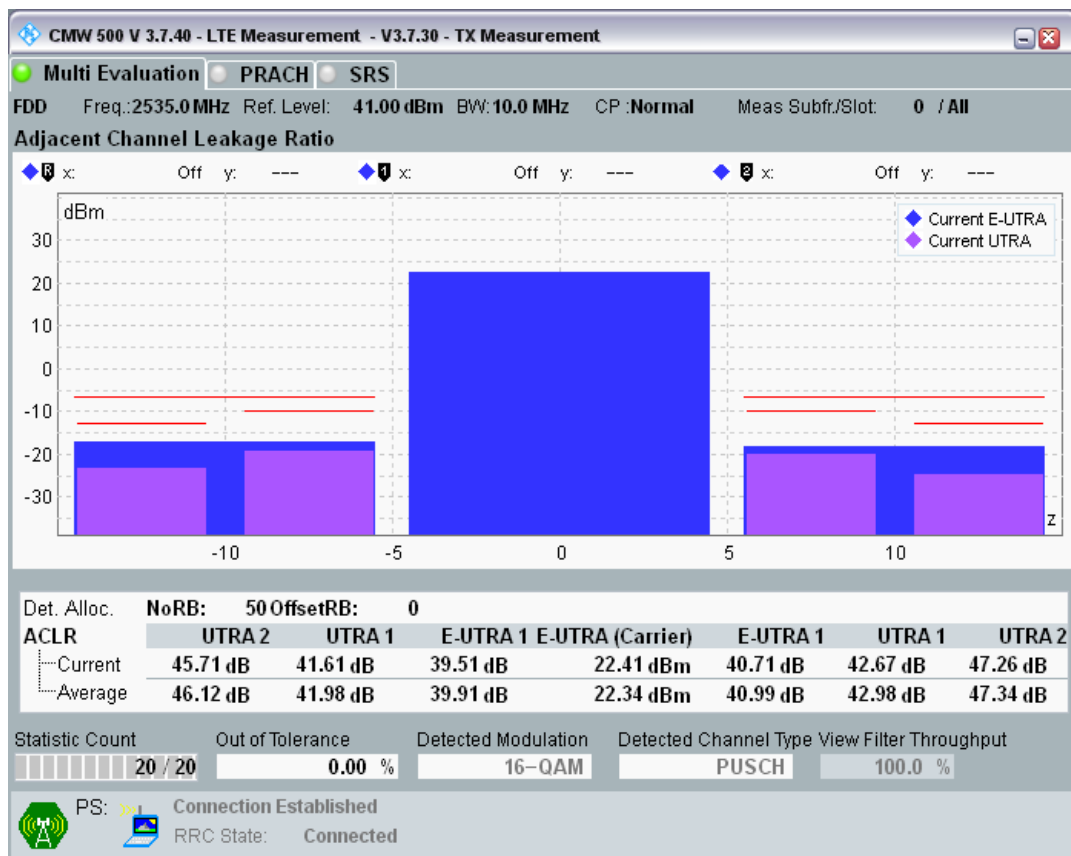 CMW 500 V 3.7.40 - LTE Measurement - V3.7.30 - TX Measurement
Multi Evaluation PRACH SRS
FDD Freq.:2535.0 MHz Ref. Level: 41.00 dBm BW:10.0 MHz CP :Normal Meas Subfr./Slot: 0 / All
Adjacent Channel Leakage Ratio
R x: Off y: --- 1 x: Off y: --- 2 x: Off y: ---
dBm
Current E-UTRA
Current UTRA
30
20
10
0
-10
-20
-30
z
-10 -5 0 5 10
Det. Alloc. NoRB: 50 OffsetRB: 0
ACLR UTRA 2 UTRA 1 E-UTRA 1 E-UTRA (Carrier) E-UTRA 1 UTRA 1 UTRA 2
Current 45.71 dB 41.61 dB 39.51 dB 22.41 dBm 40.71 dB 42.67 dB 47.26 dB
Average 46.12 dB 41.98 dB 39.91 dB 22.34 dBm 40.99 dB 42.98 dB 47.34 dB
Statistic Count Out of Tolerance Detected Modulation Detected Channel Type View Filter Throughput
20 / 20 0.00 % 16-QAM PUSCH 100.0 %
PS: Connection Established
RRC State: Connected